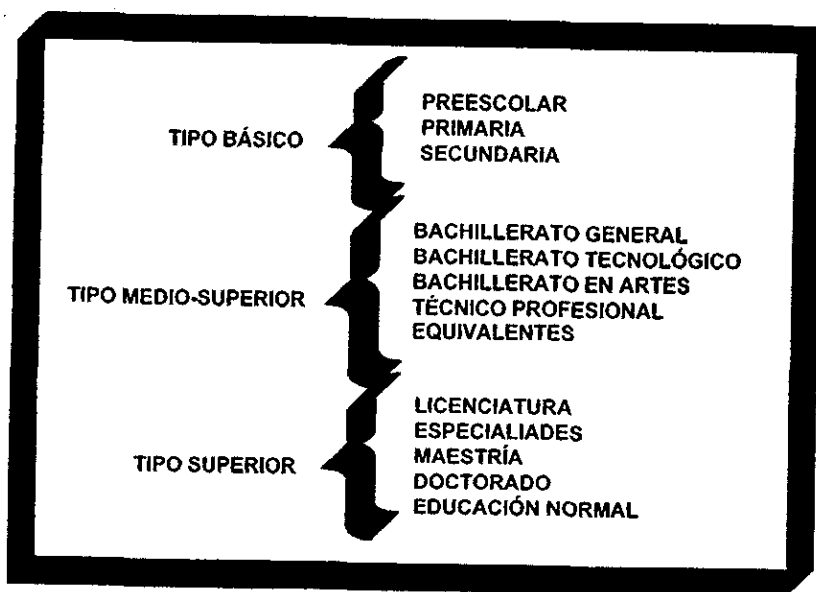 TIPO BÁSICO
PREESCOLAR
PRIMARIA
SECUNDARIA
TIPO MEDIO-SUPERIOR
BACHILLERATO GENERAL
BACHILLERATO TECNOLÓGICO
BACHILLERATO EN ARTES
TÉCNICO PROFESIONAL
EQUIVALENTES
TIPO SUPERIOR
LICENCIATURA
ESPECIALIADES
MAESTRÍA
DOCTORADO
EDUCACIÓN NORMAL